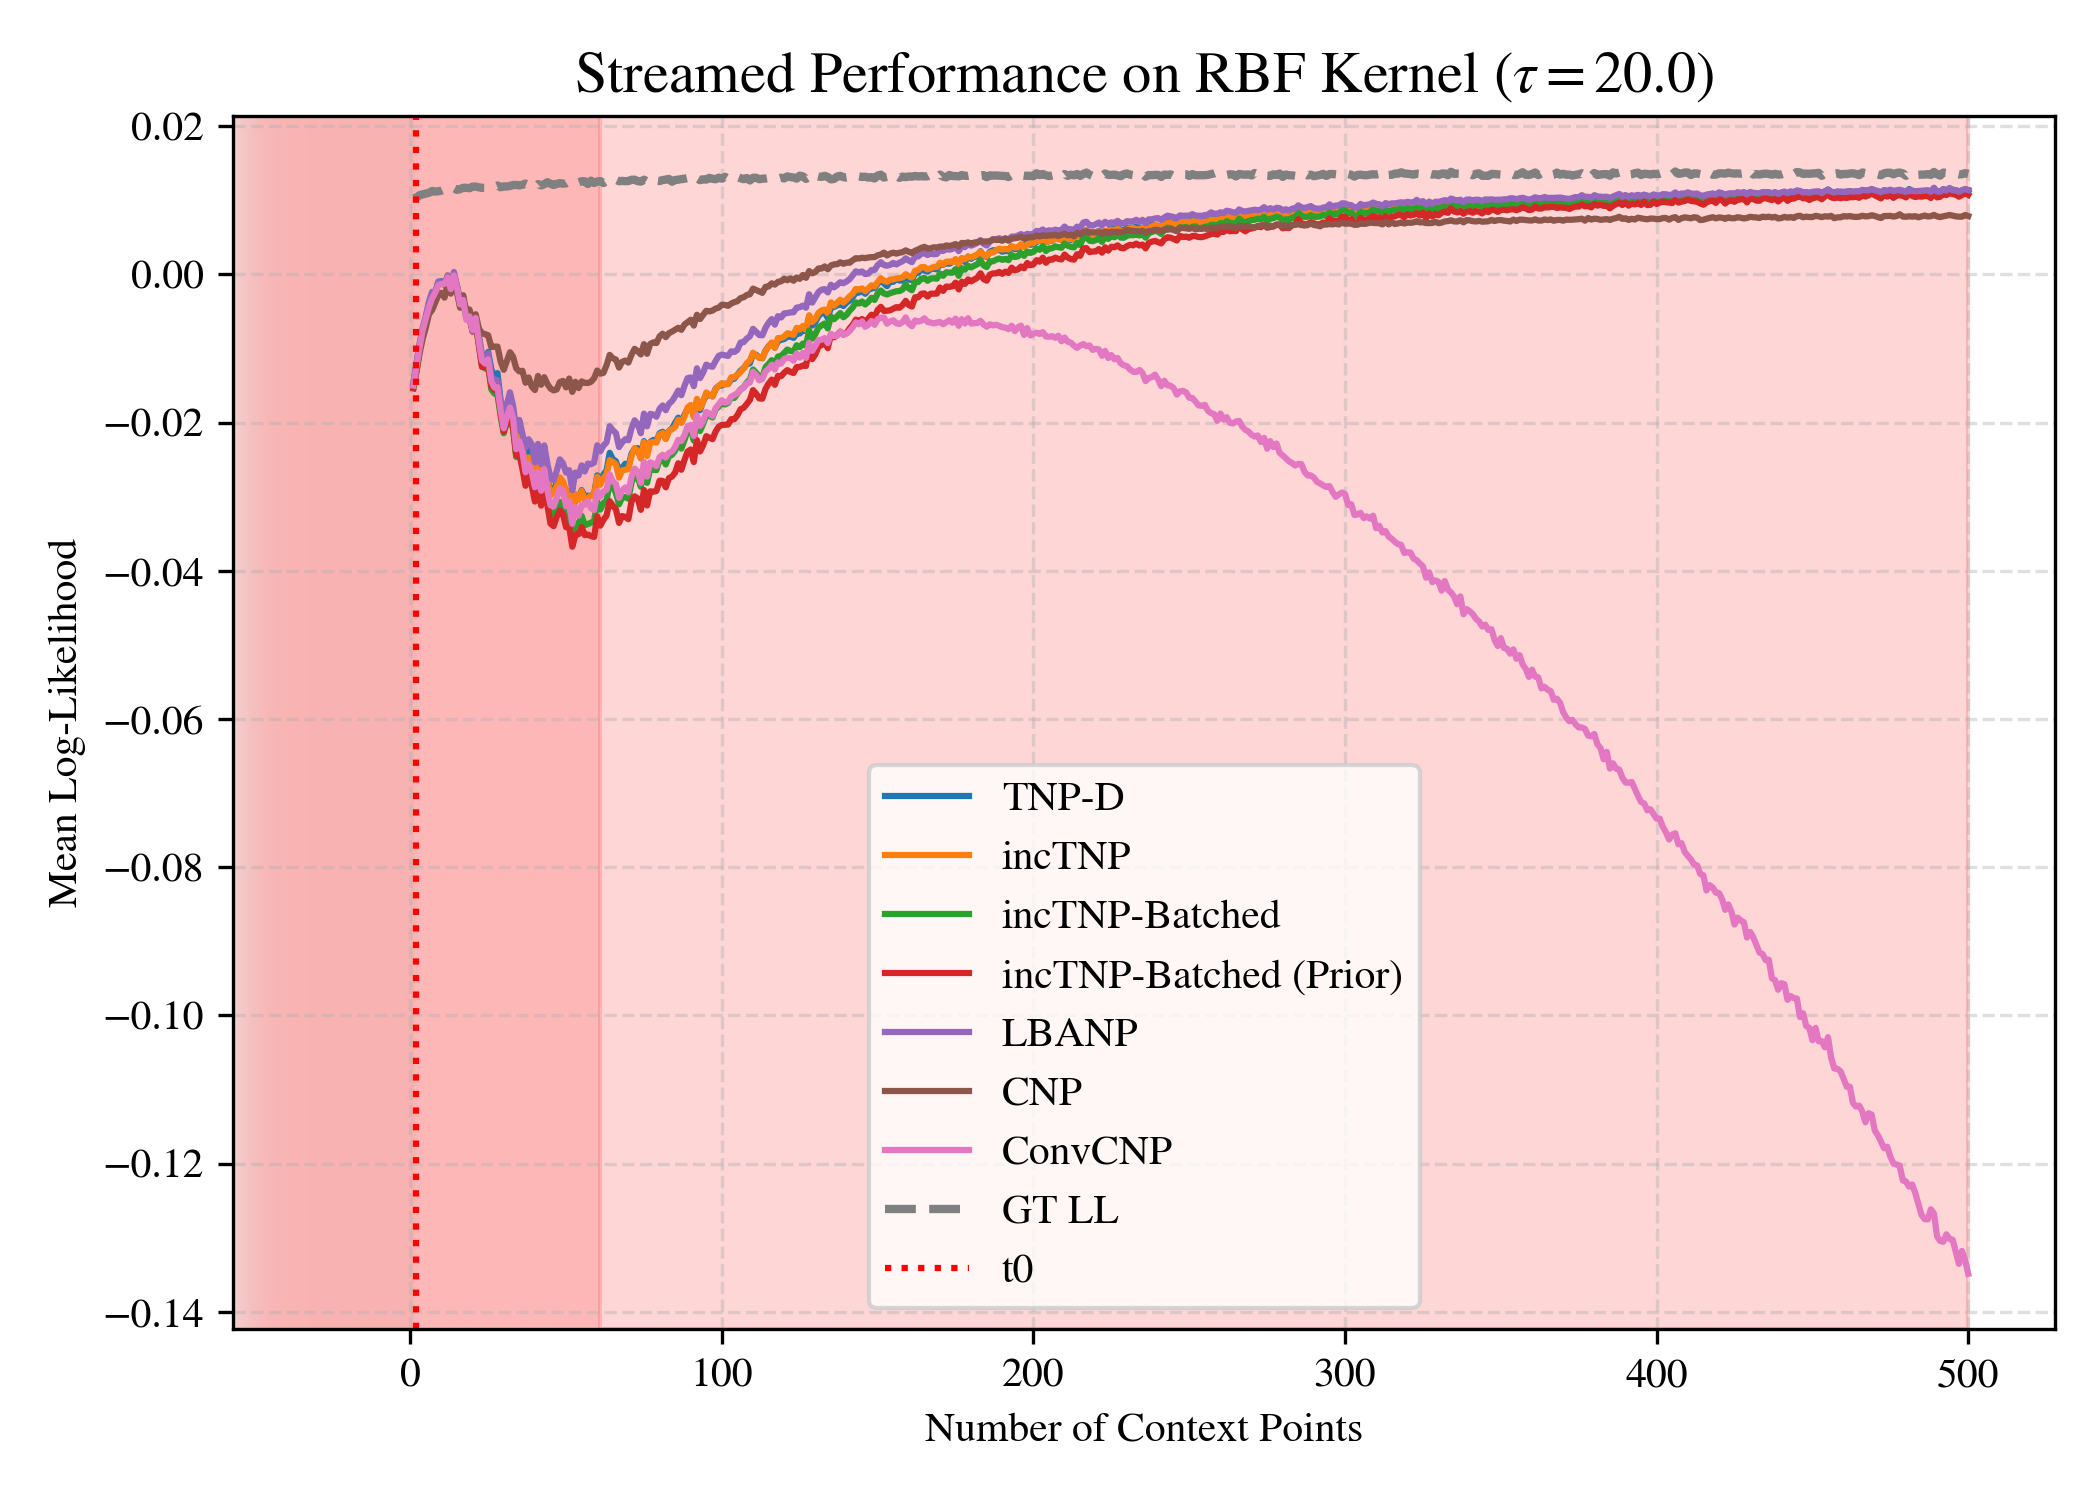 Streamed Performance on RBF Kernel (τ = 20.0)
0.02
0.00
−0.02
−0.04
−0.06
−0.08
−0.10
−0.12
−0.14
Mean Log-Likelihood
TNP-D
incTNP
incTNP-Batched
incTNP-Batched (Prior)
LBANP
CNP
ConvCNP
GT LL
t0
0 100 200 300 400 500
Number of Context Points